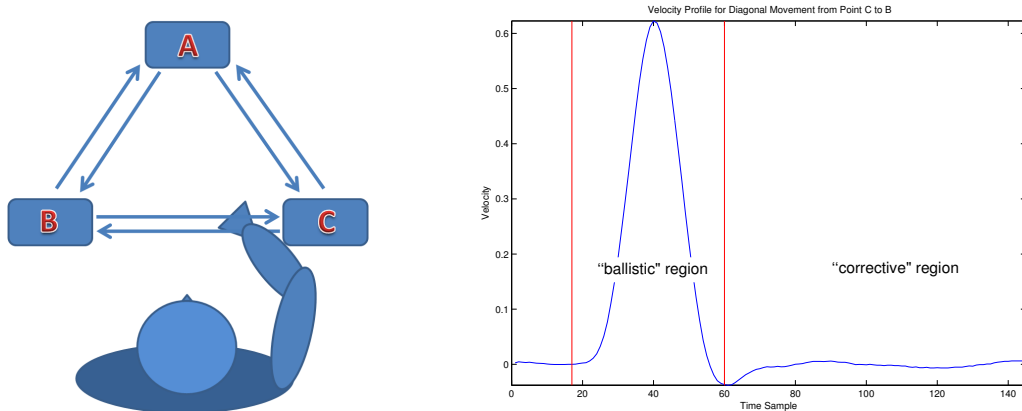 A
B
C
Velocity Profile for Diagonal Movement from Point C to B
0.6
0.5
0.4
0.3
0.2
0.1
0
Velocity
“ballistic" region
“corrective" region
0 20 40 60 80 100 120 140
Time Sample